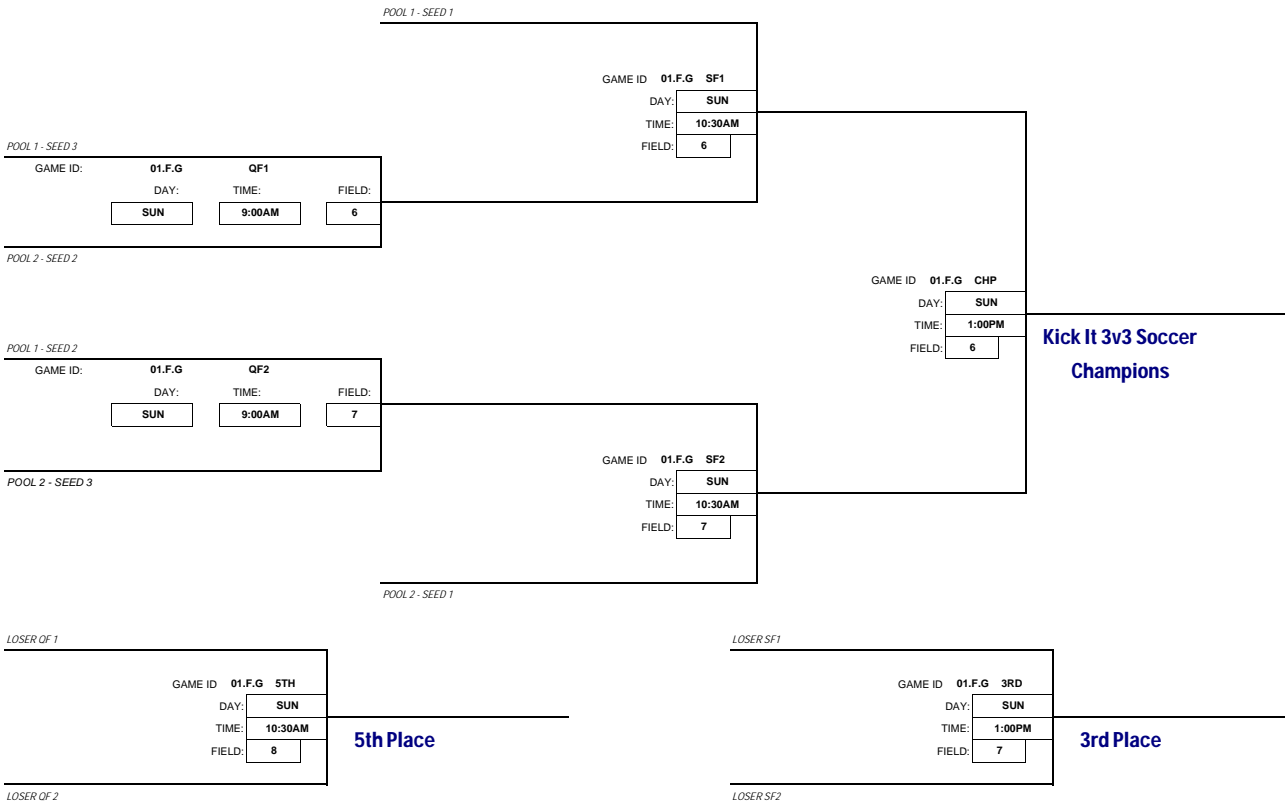 POOL 1 - SEED 1
GAME ID 01.F.G SF1
DAY: SUN
TIME: 10:30AM
FIELD: 6
POOL 1 - SEED 3
GAME ID: 01.F.G QF1
DAY: TIME: FIELD:
SUN 9:00AM 6
POOL 2 - SEED 2
GAME ID 01.F.G CHP
DAY: SUN
TIME: 1:00PM
FIELD: 6
Kick It 3v3 Soccer
Champions
POOL 1 - SEED 2
GAME ID: 01.F.G QF2
DAY: TIME: FIELD:
SUN 9:00AM 7
POOL 2 - SEED 3
GAME ID 01.F.G SF2
DAY: SUN
TIME: 10:30AM
FIELD: 7
POOL 2 - SEED 1
LOSER QF 1
GAME ID 01.F.G 5TH
DAY: SUN
TIME: 10:30AM
FIELD: 8
5th Place
LOSER QF 2
LOSER SF1
GAME ID 01.F.G 3RD
DAY: SUN
TIME: 1:00PM
FIELD: 7
3rd Place
LOSER SF2